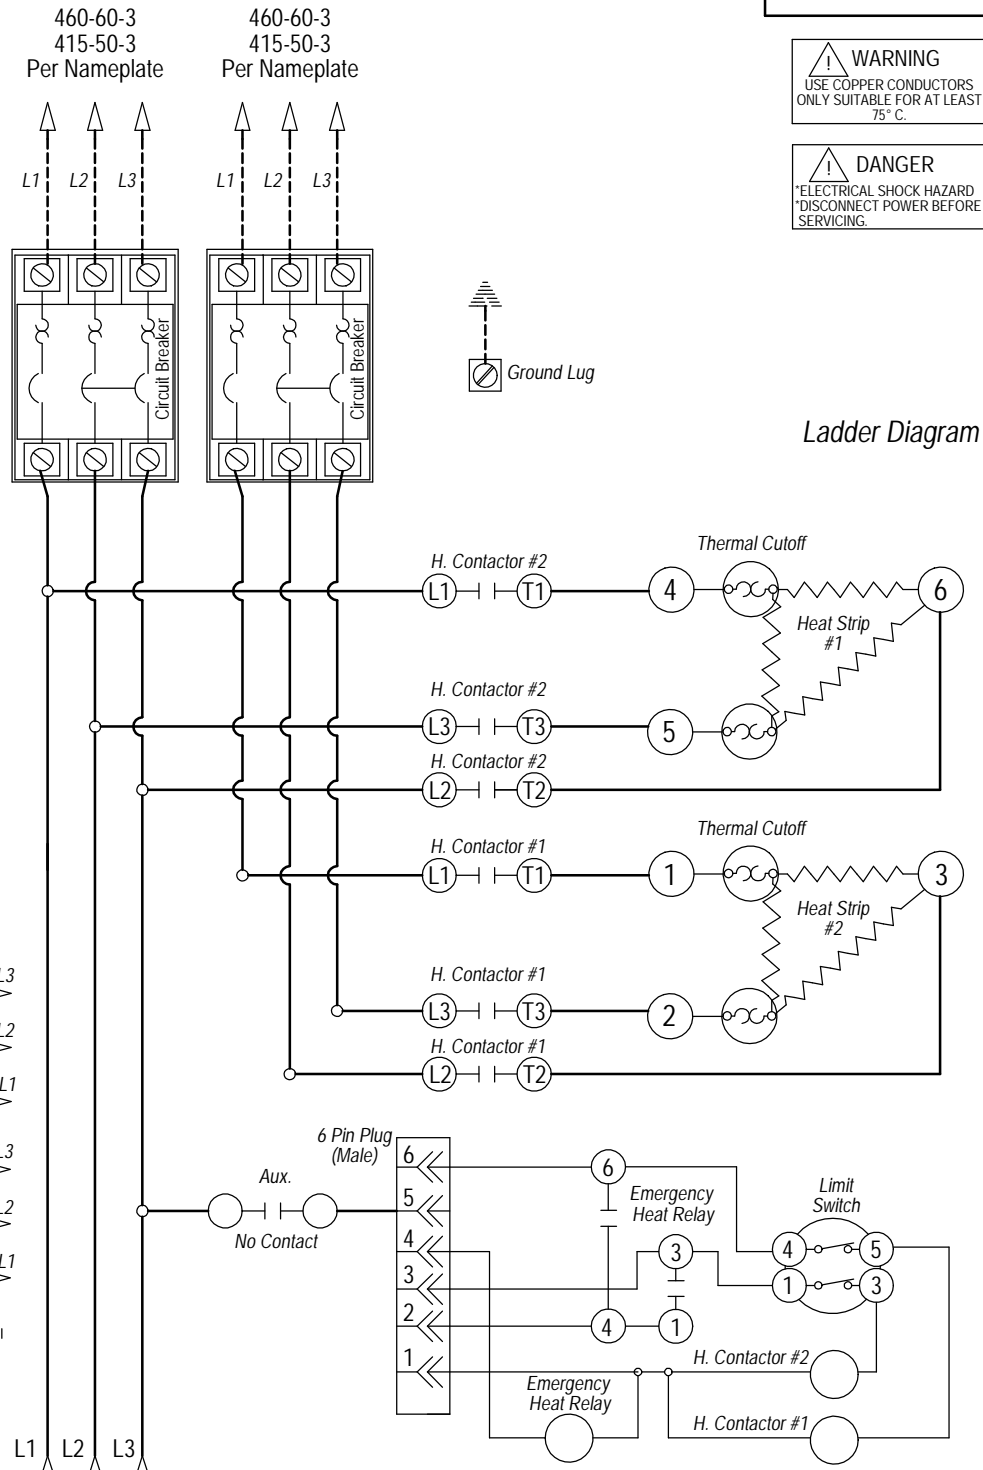 460-60-3
415-50-3
Per Nameplate
460-60-3
415-50-3
Per Nameplate
! WARNING
USE COPPER CONDUCTORS
ONLY SUITABLE FOR AT LEAST
75° C.
! DANGER
*ELECTRICAL SHOCK HAZARD
*DISCONNECT POWER BEFORE
SERVICING.
L1 L2 L3 L1 L2 L3
Circuit Breaker
Circuit Breaker
Ground Lug
Ladder Diagram
Thermal Cutoff
H. Contactor #2
L1 T1 4 6
Heat Strip
#1
H. Contactor #2
L3 T3 5
H. Contactor #2
L2 T2
Thermal Cutoff
H. Contactor #1
L1 T1 1 3
Heat Strip
#2
H. Contactor #1
L3 T3 2
H. Contactor #1
L2 T2
L3
L2
L1
L3
L2
L1
6 Pin Plug
(Male)
Aux.
No Contact
6
5
4
3
2
1
6
Emergency
Heat Relay
3
4
1
Limit
Switch
4 5
1 3
H. Contactor #2
Emergency
Heat Relay
H. Contactor #1
L1 L2 L3